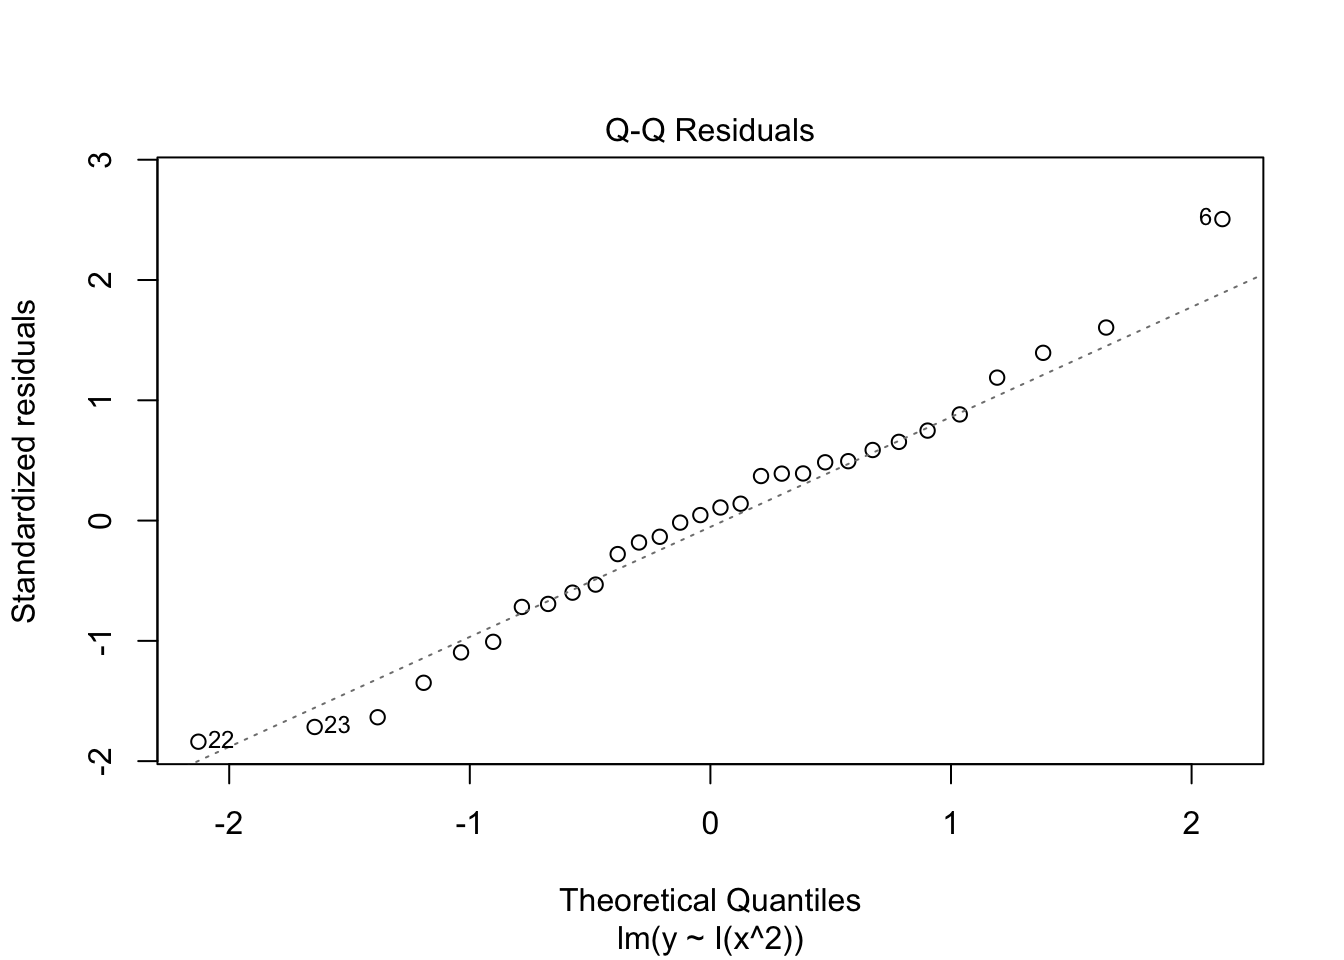 Q-Q Residuals
3
2
1
0
-1
-2
Standardized residuals
6
23
22
-2 -1 0 1 2
Theoretical Quantiles
lm(y ~ I(x^2))